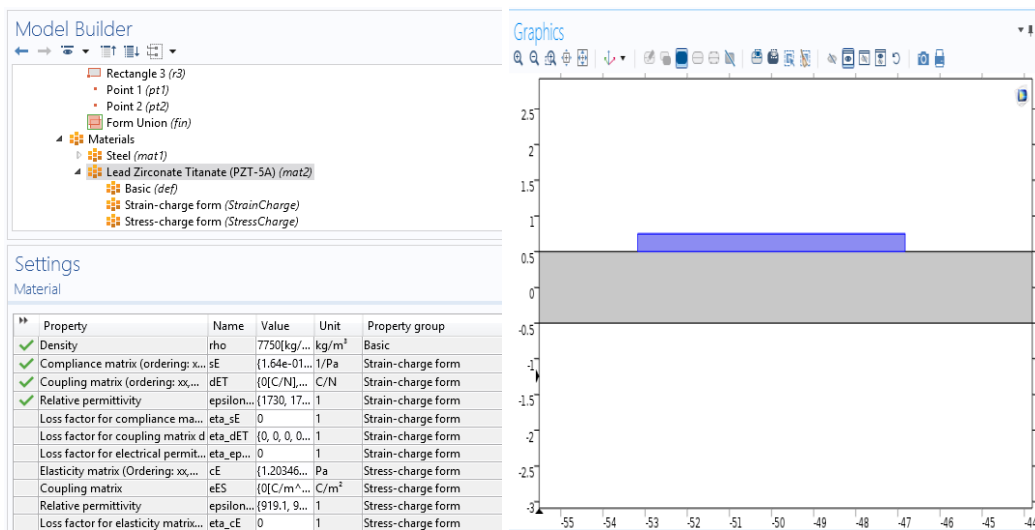 Model Builder
Rectangle 3 (r3)
Point 1 (pt1)
Point 2 (pt2)
Form Union (fin)
Materials
Steel (mat1)
Lead Zirconate Titanate (PZT-5A) (mat2)
Basic (def)
Strain-charge form (StrainCharge)
Stress-charge form (StressCharge)
Settings
Material
Property Name Value Unit Property group
Density rho 7750[kg/... kg/m³ Basic
Compliance matrix (ordering: x... sE {1.64e-01... 1/Pa Strain-charge form
Coupling matrix (ordering: xx,... dET {0[C/N],... C/N Strain-charge form
Relative permittivity epsilon... {1730, 17... 1 Strain-charge form
Loss factor for compliance ma... eta_sE 0 1 Strain-charge form
Loss factor for coupling matrix d eta_dET {0, 0, 0, 0... 1 Strain-charge form
Loss factor for electrical permit... eta_ep... 0 1 Strain-charge form
Elasticity matrix (Ordering: xx,... cE {1.20346... Pa Stress-charge form
Coupling matrix eES {0[C/m^... C/m² Stress-charge form
Relative permittivity epsilon... {919.1, 9... 1 Stress-charge form
Loss factor for elasticity matrix... eta_cE 0 1 Stress-charge form
Graphics
2.5
2
1.5
1
0.5
0
-0.5
-1
-1.5
-2
-2.5
-3
-55 -54 -53 -52 -51 -50 -49 -48 -47 -46 -45